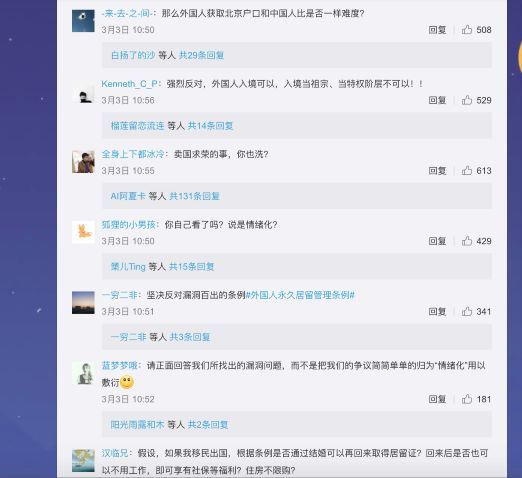 -来-去-之-间-：那么外国人获取北京户口和中国人比是否一样难度？
3月3日 10:50 回复 508
白扬了的沙 等人 共29条回复
Kenneth_C_P：强烈反对，外国人入境可以，入境当祖宗、当特权阶层不可以！！
3月3日 10:56 回复 529
榴莲留恋流连 等人 共14条回复
全身上下都冰冷：卖国求荣的事，你也洗？
3月3日 10:55 回复 613
AI阿夏卡 等人 共131条回复
狐狸的小男孩：你自己看了吗？说是情绪化？
3月3日 10:50 回复 429
槊儿Ting 等人 共15条回复
一穷二非：坚决反对漏洞百出的条例#外国人永久居留管理条例#
3月3日 10:51 回复 341
一穷二非 等人 共3条回复
蓝梦梦哦：请正面回答我们所找出的漏洞问题，而不是把我们的争议简简单单的归为“情绪化”用以
敷衍
3月3日 10:52 回复 181
阳光雨露和木 等人 共2条回复
汉临兄：假设，如果我移民出国，根据条例是否通过结婚可以再回来取得居留证？回来后是否也可
以不用工作，即可享有社保等福利？住房不限购？